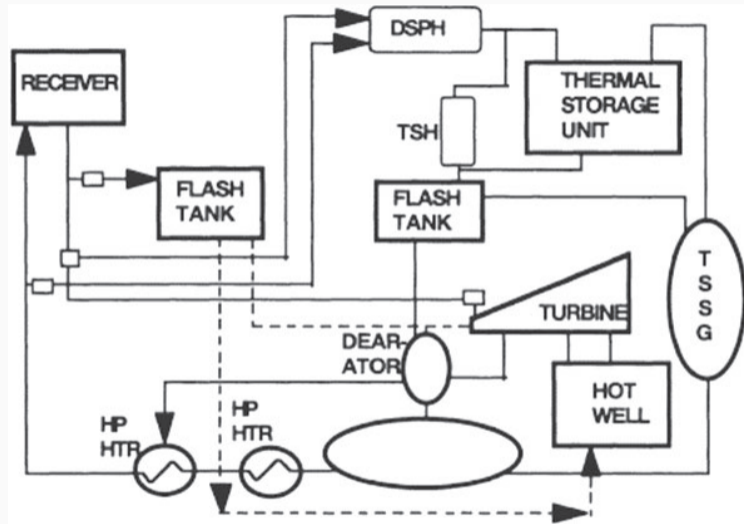 DSPH
RECEIVER
THERMAL
STORAGE
UNIT
TSH
FLASH
TANK
FLASH
TANK
T
S
S
G
TURBINE
DEAR-
ATOR
HOT
WELL
HP
HTR
HP
HTR